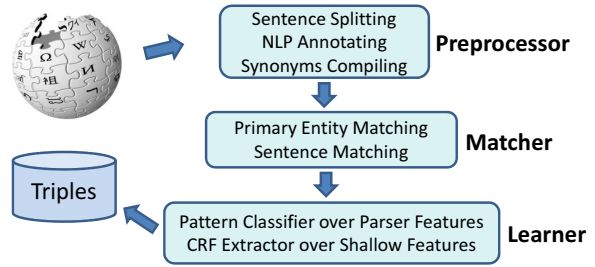 Sentence Splitting
NLP Annotating
Synonyms Compiling
Preprocessor
Ω
W
И
祖
Primary Entity Matching
Sentence Matching
Matcher
Triples
Pattern Classifier over Parser Features
CRF Extractor over Shallow Features
Learner